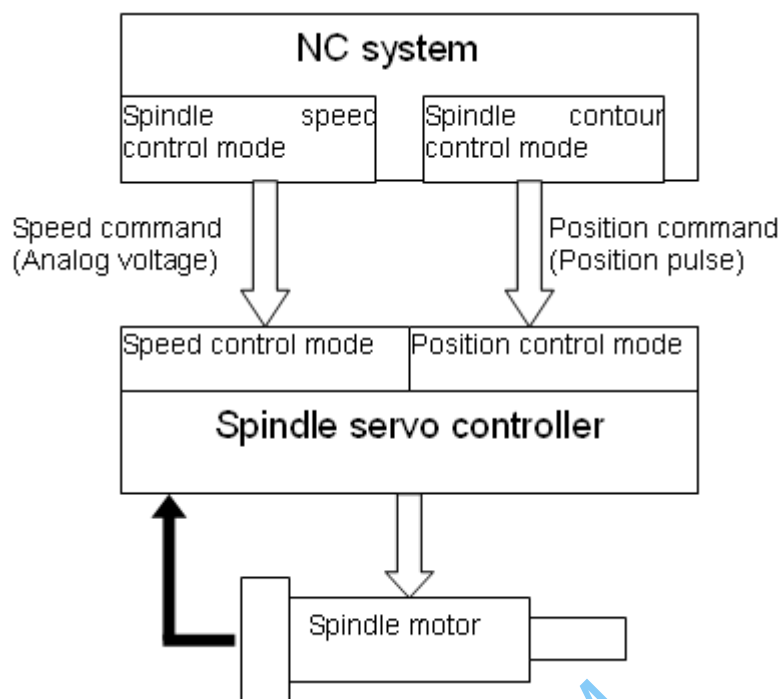 NC system
Spindle speed
control mode
Spindle contour
control mode
Speed command
(Analog voltage)
Position command
(Position pulse)
Speed control mode
Position control mode
Spindle servo controller
Spindle motor